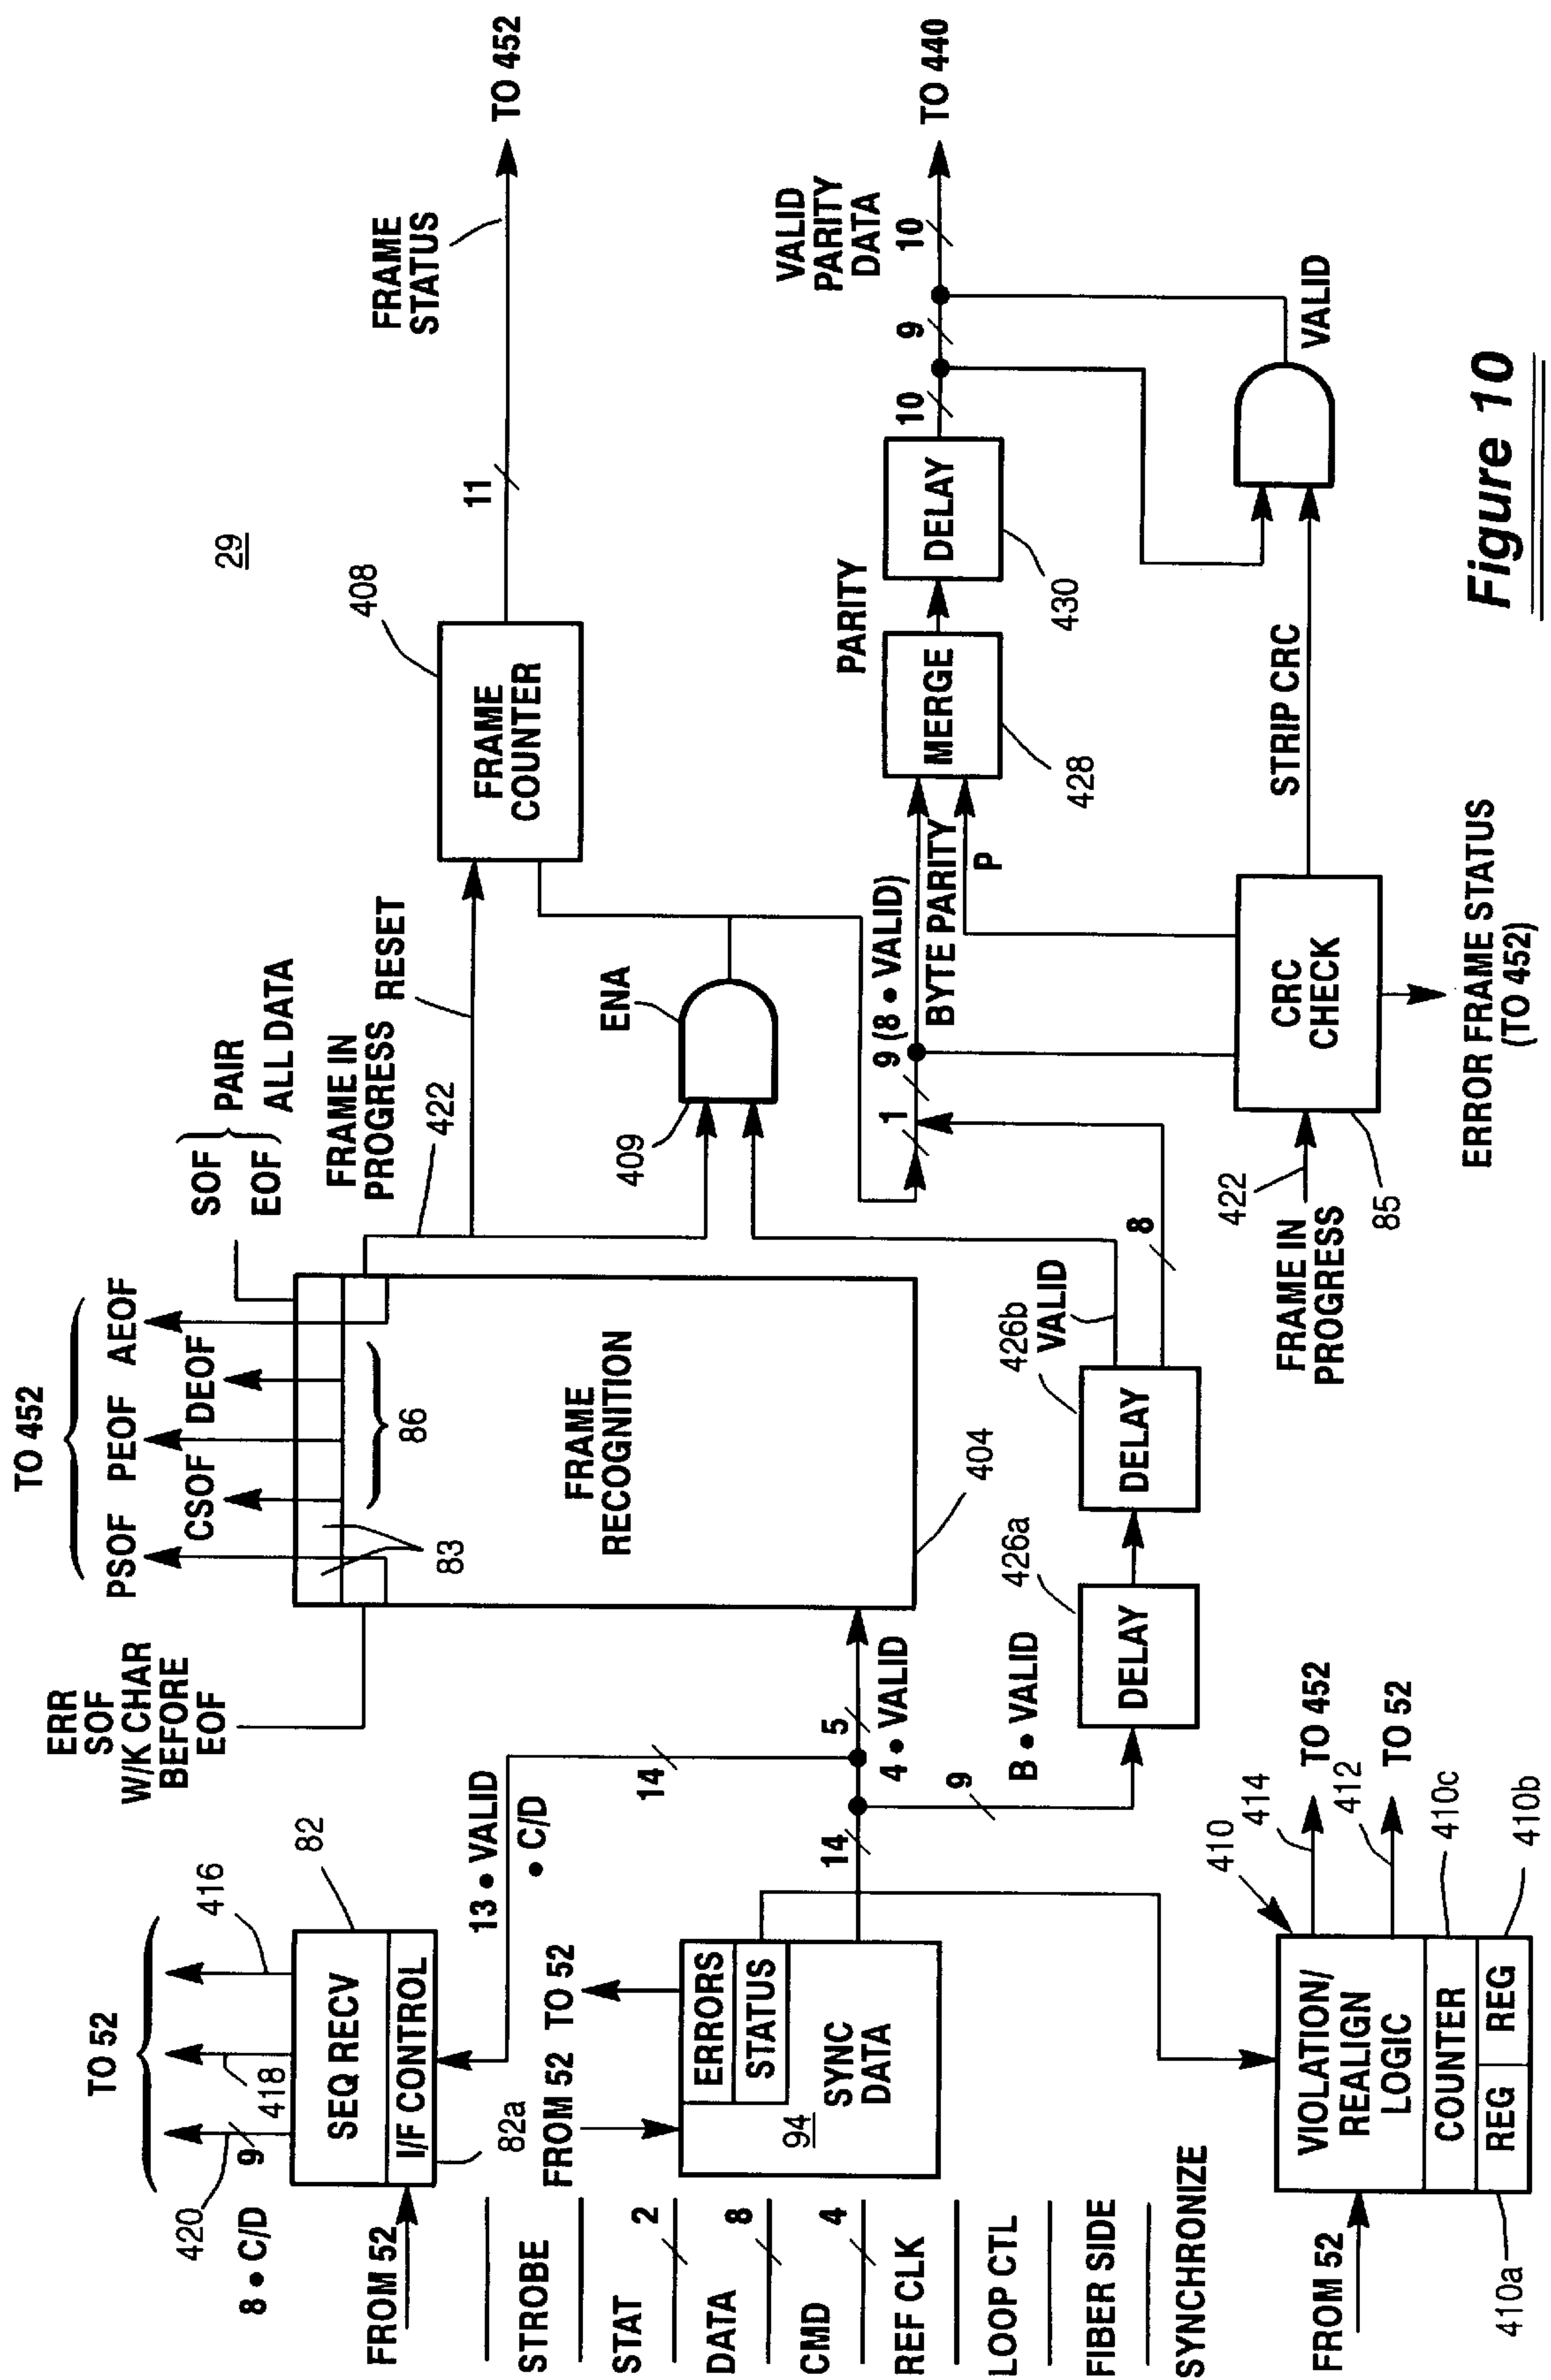 29
TO 52
420
418
416
9
8 • C/D
SEQ RECV
I/F CONTROL
82
82a
FROM 52
13 • VALID
• C/D
14
ERR
SOF
W/K CHAR
BEFORE
EOF
TO 452
PSOF
CSOF
PEOF
DEOF
AEOF
83
86
SOF
EOF
PAIR
ALL DATA
FRAME
RECOGNITION
404
FRAME IN
PROGRESS
RESET
422
FRAME
COUNTER
408
11
FRAME
STATUS
TO 452
ENA
409
STROBE
STAT
2
DATA
8
CMD
4
REF CLK
LOOP CTL
FIBER SIDE
SYNCHRONIZE
FROM 52
TO 52
ERRORS
STATUS
94
SYNC
DATA
14
5
4 • VALID
9
B • VALID
426a
DELAY
426b
DELAY
VALID
8
1
9 (8 • VALID)
BYTE PARITY
P
MERGE
428
PARITY
DELAY
430
10
9
10
VALID
PARITY
DATA
TO 440
VALID
STRIP CRC
CRC
CHECK
85
422
FRAME IN
PROGRESS
ERROR FRAME STATUS
(TO 452)
FROM 52
VIOLATION/
REALIGN
LOGIC
COUNTER
REG
REG
410a
410b
410c
410
414
TO 452
412
TO 52
Figure 10